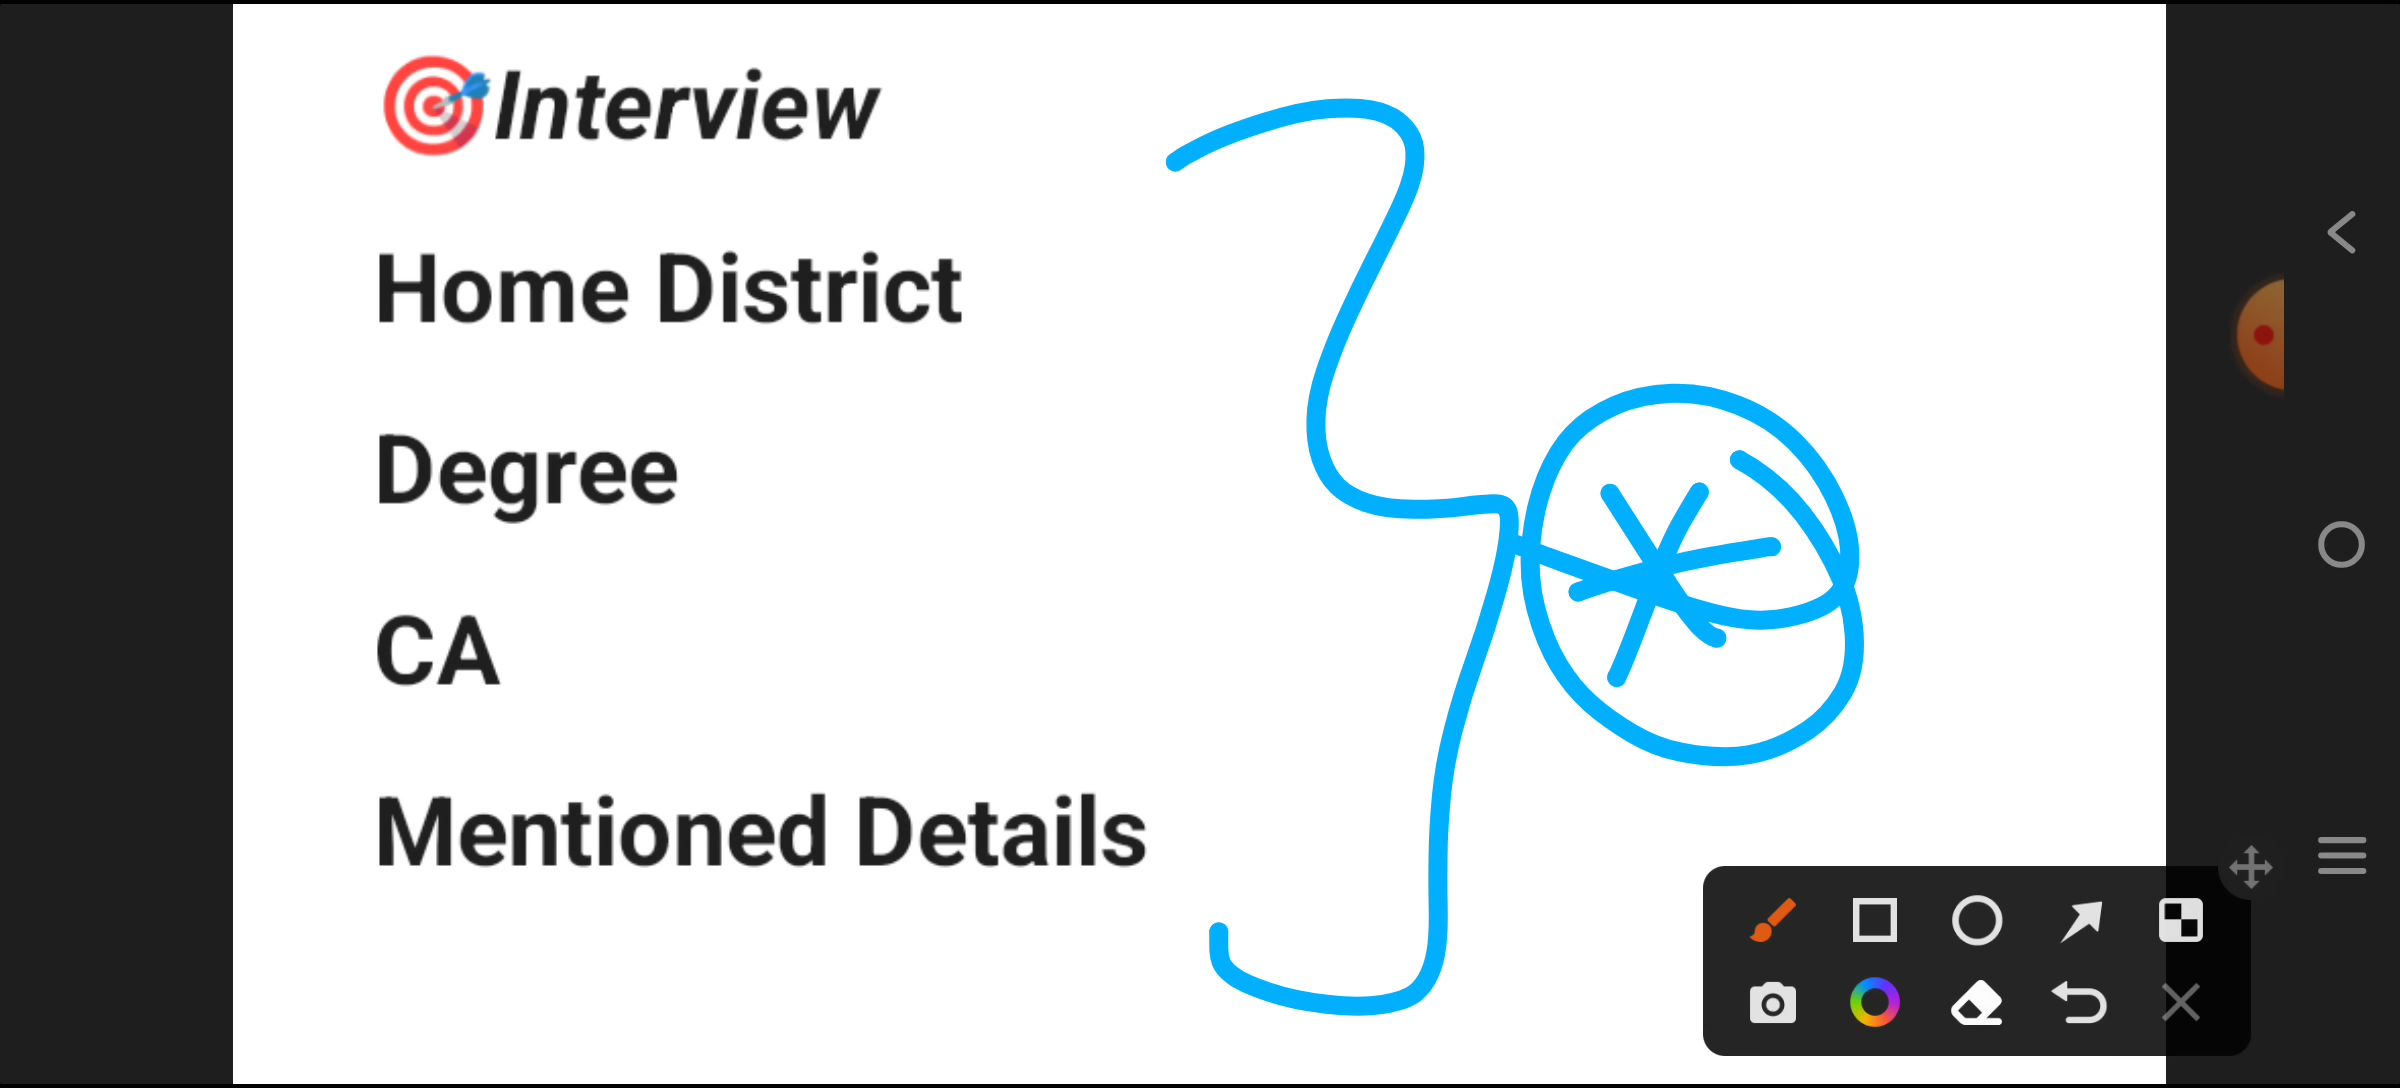 🎯Interview
Home District
Degree
CA
Mentioned Details